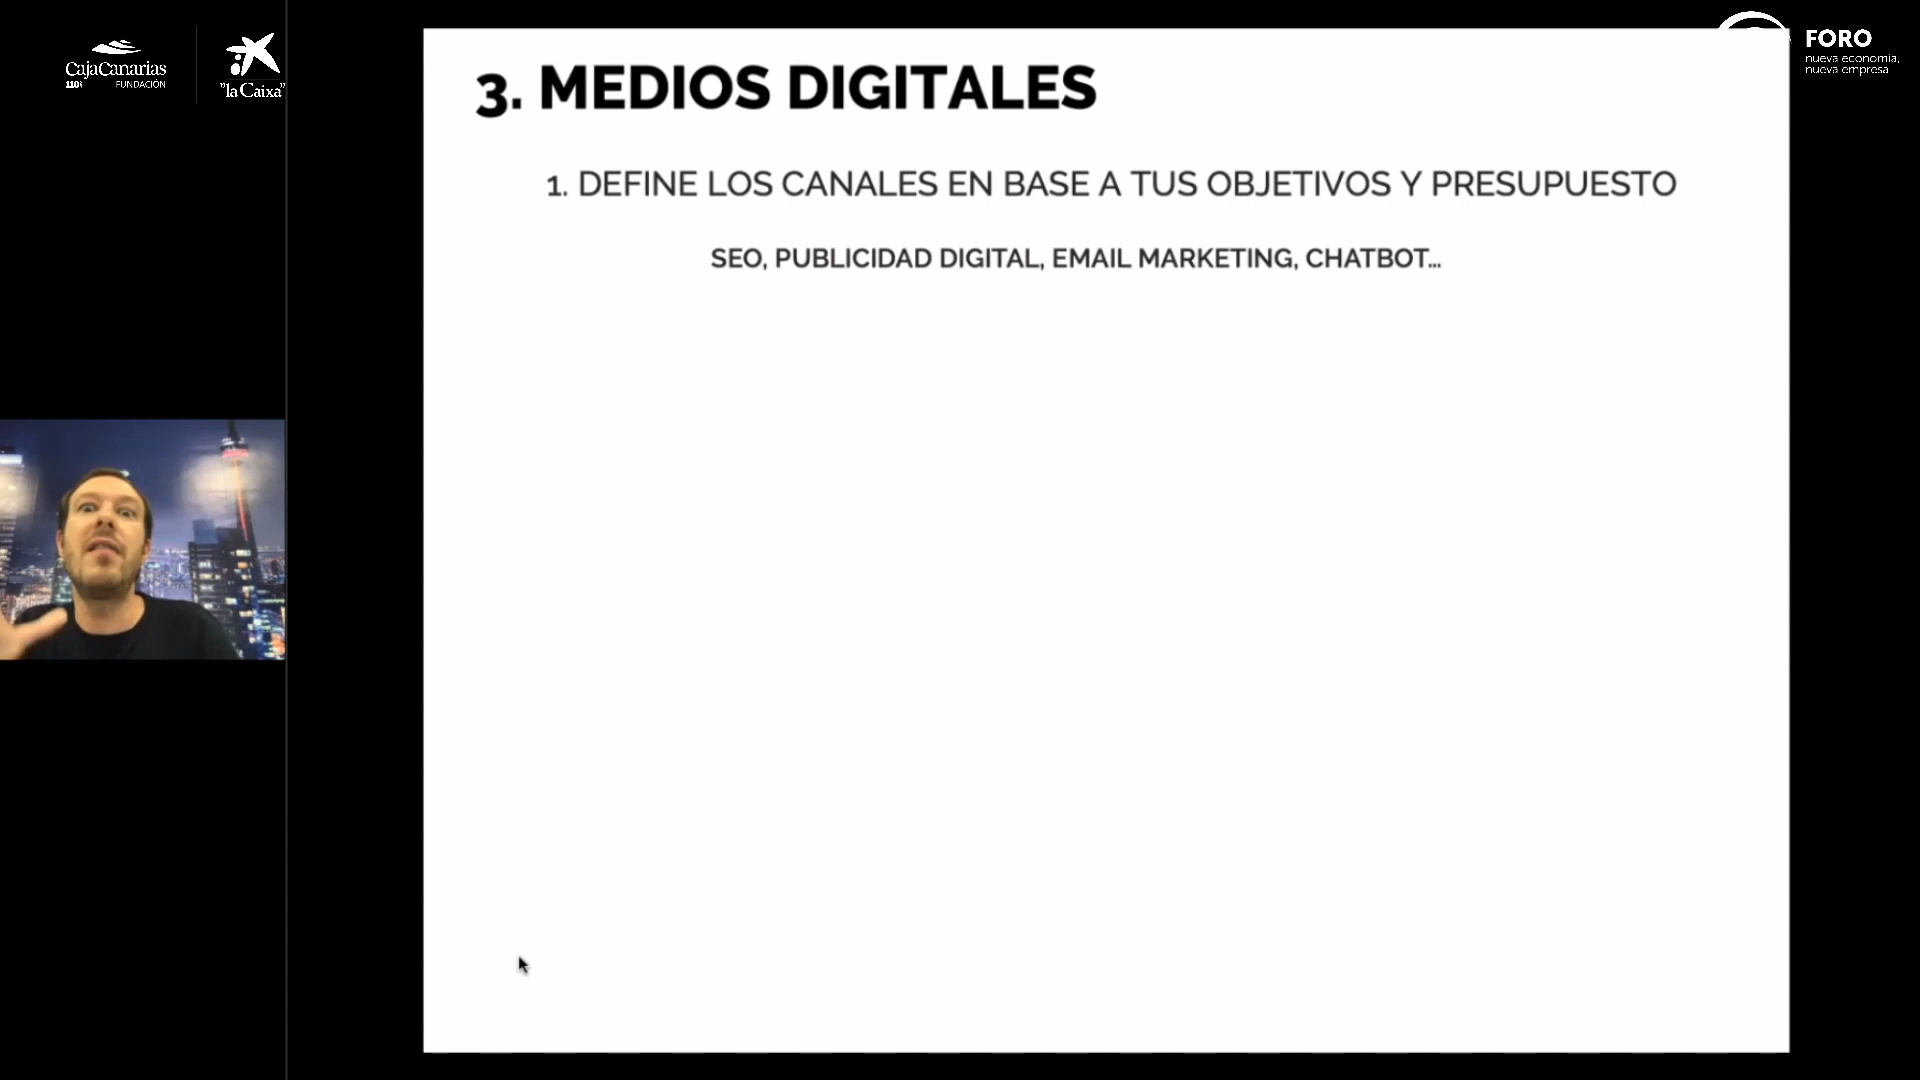 CajaCanarias
FUNDACIÓN
"la Caixa"
FORO
nueva economía,
nueva empresa
3. MEDIOS DIGITALES
1. DEFINE LOS CANALES EN BASE A TUS OBJETIVOS Y PRESUPUESTO
SEO, PUBLICIDAD DIGITAL, EMAIL MARKETING, CHATBOT...